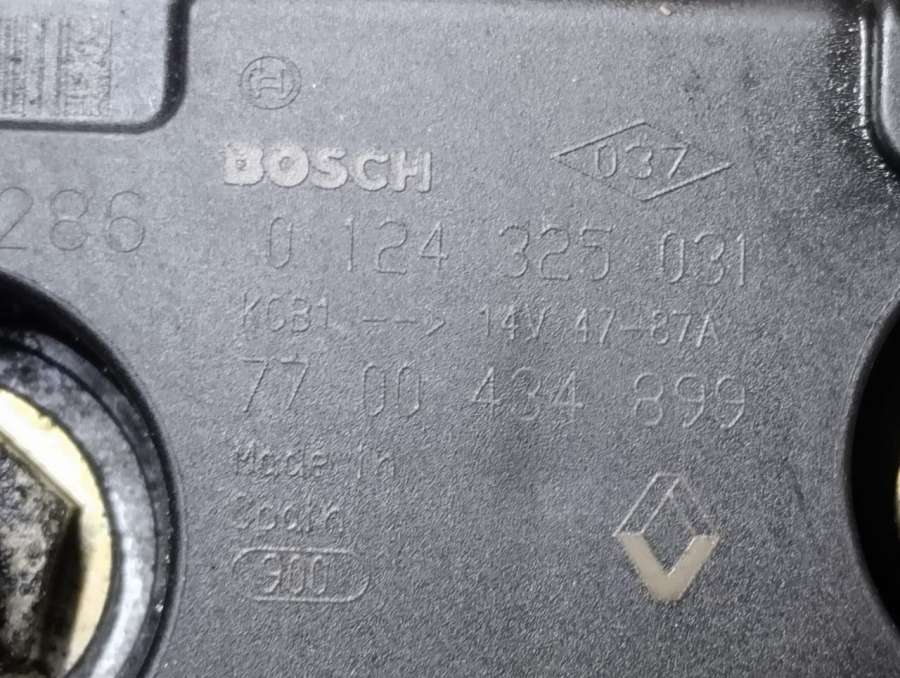 BOSCH
037
286
0 124 325 031
KCB1 --> 14V 47-87A
77 00 434 899
Made in
Spain
900